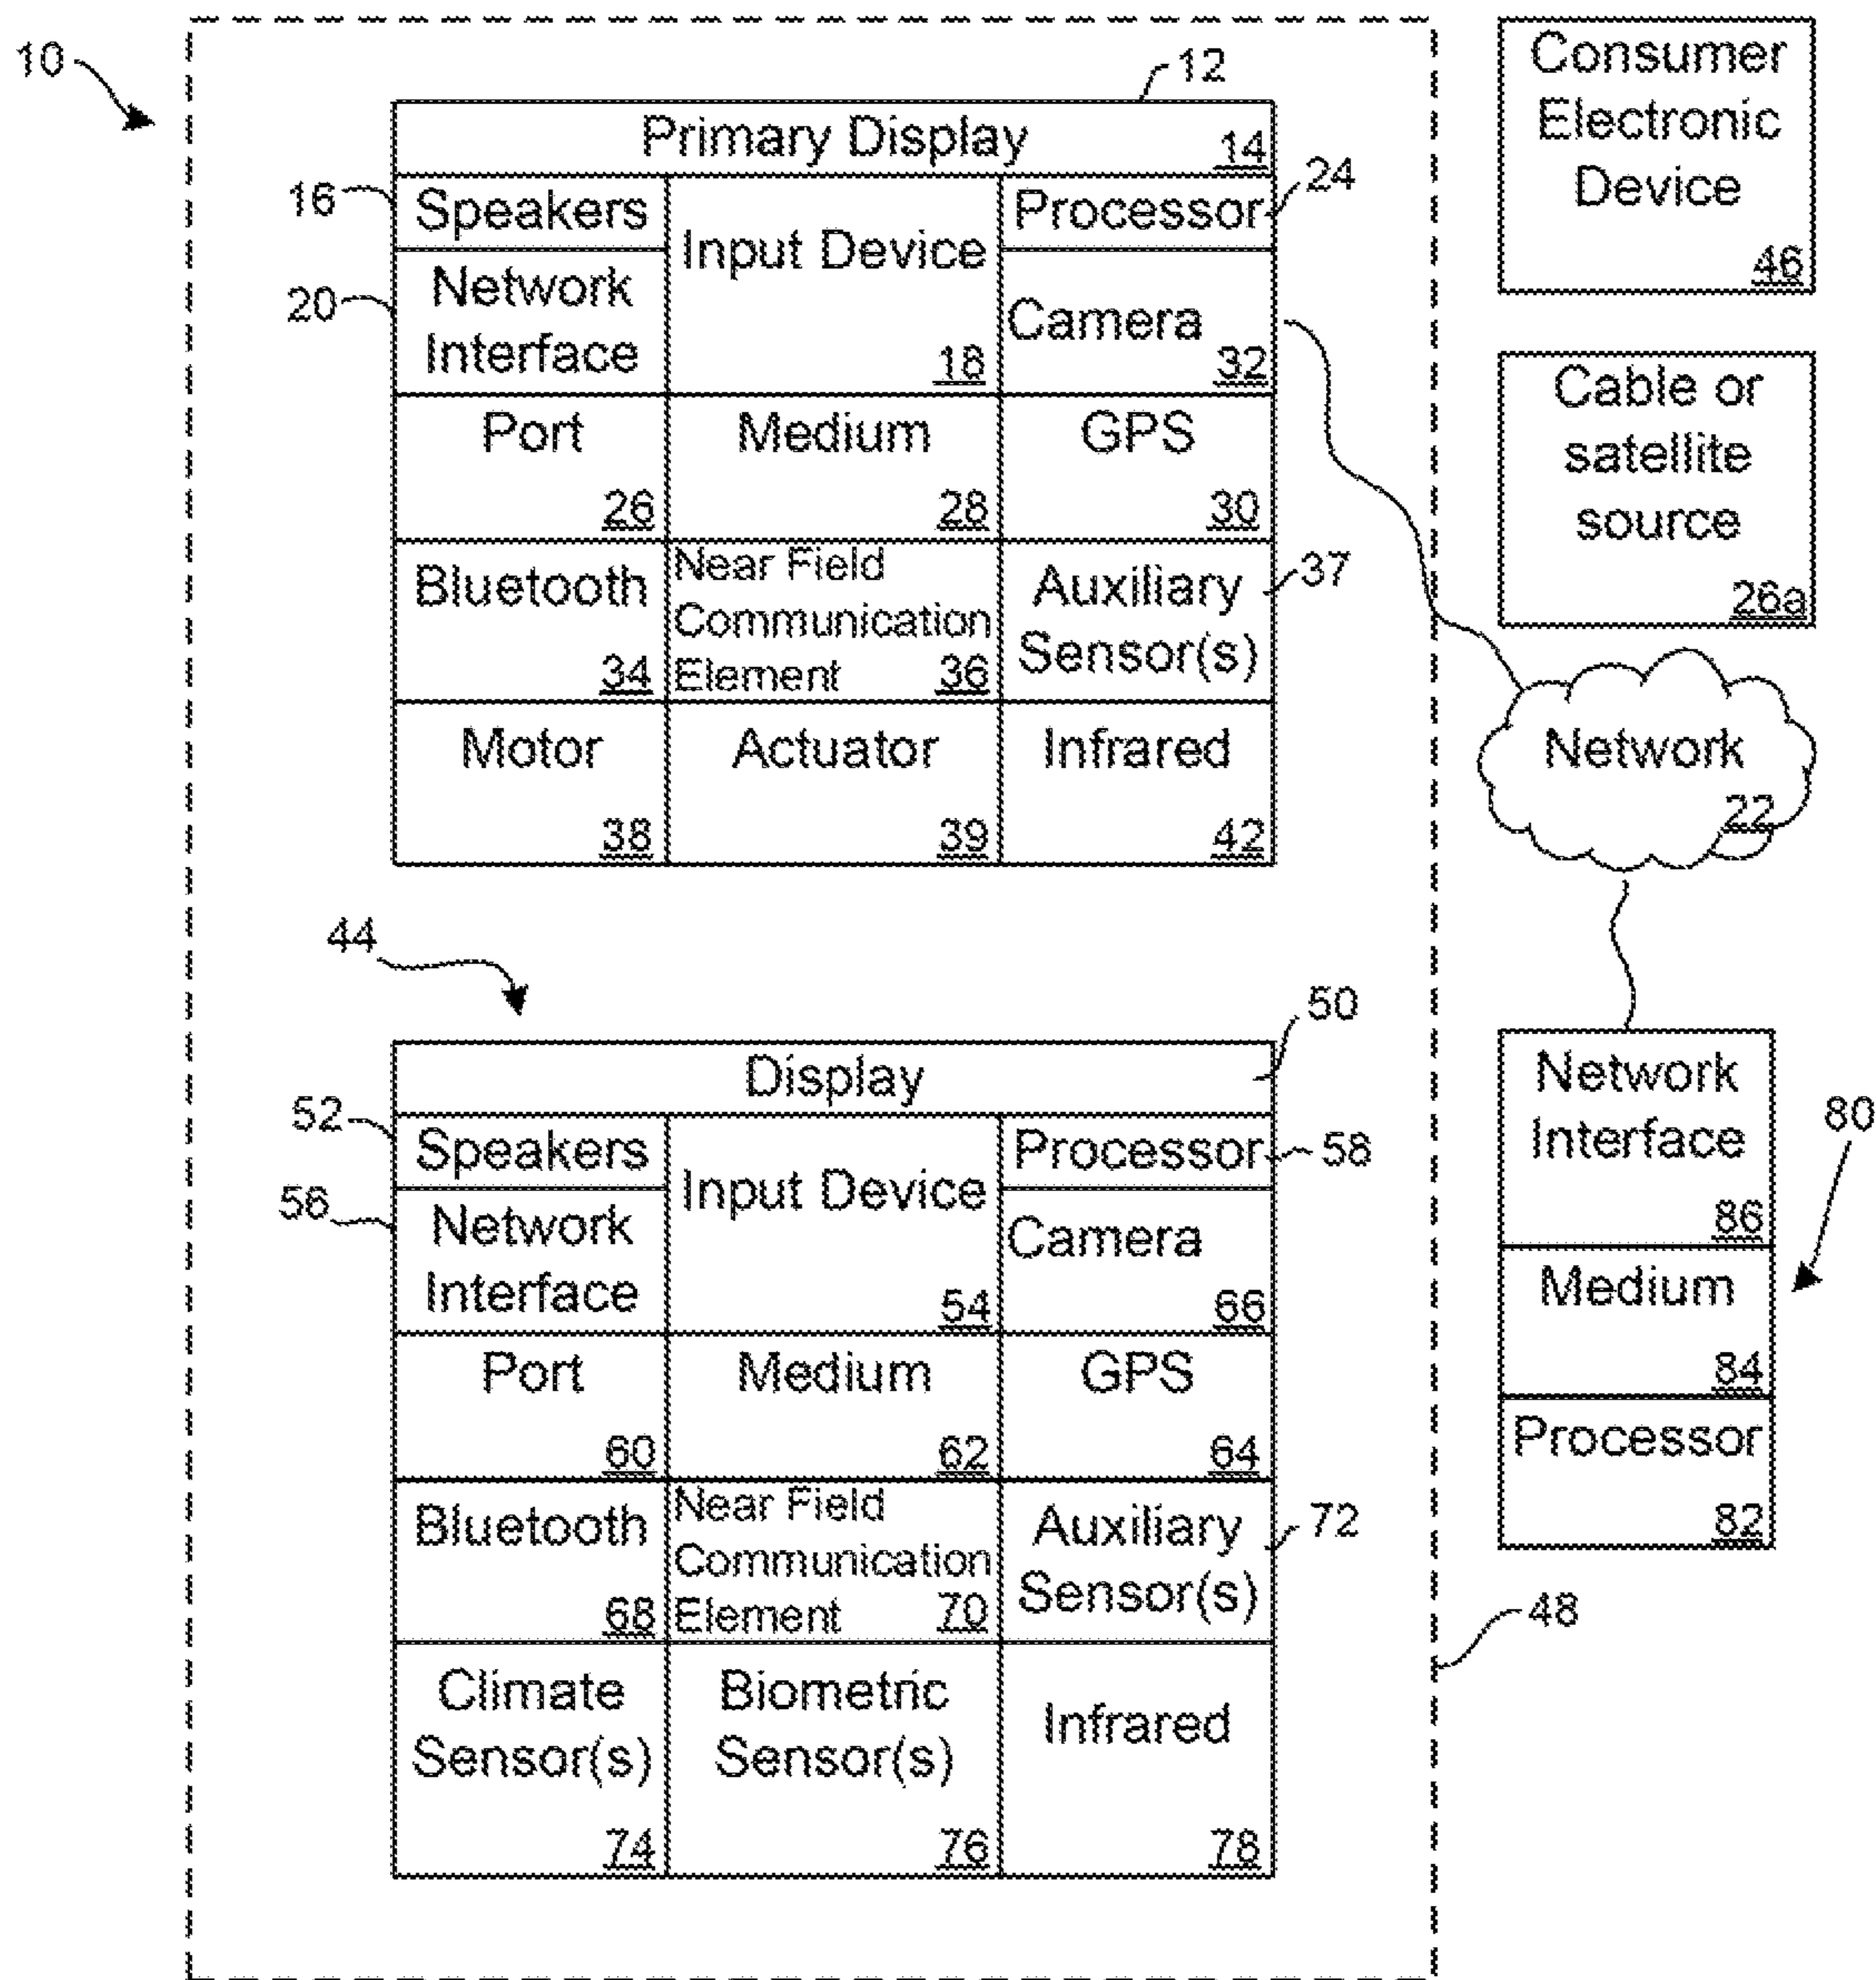 10
12
Primary Display
14
16
Speakers
Input Device
18
Processor
24
20
Network
Interface
Camera
32
Port
26
Medium
28
GPS
30
Bluetooth
34
Near Field
Communication
Element
36
Auxiliary
Sensor(s)
37
Motor
38
Actuator
39
Infrared
42
Consumer
Electronic
Device
46
Cable or
satellite
source
26a
Network
22
44
50
Display
52
Speakers
Input Device
54
Processor
58
56
Network
Interface
Camera
66
Port
60
Medium
62
GPS
64
Bluetooth
68
Near Field
Communication
Element
70
Auxiliary
Sensor(s)
72
Climate
Sensor(s)
74
Biometric
Sensor(s)
76
Infrared
78
Network
Interface
86
80
Medium
84
Processor
82
48